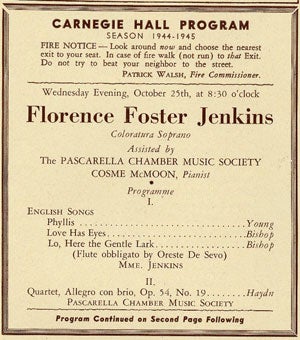 CARNEGIE HALL PROGRAM
SEASON 1944-1945
FIRE NOTICE — Look around now and choose the nearest
exit to your seat. In case of fire walk (not run) to that Exit.
Do not try to beat your neighbor to the street.
PATRICK WALSH, Fire Commissioner.
Wednesday Evening, October 25th, at 8:30 o'clock
Florence Foster Jenkins
Coloratura Soprano
Assisted by
The PASCARELLA CHAMBER MUSIC SOCIETY
COSME McMOON, Pianist
•
Programme
I.
ENGLISH SONGS
Phyllis . . . . . . . . . . Young
Love Has Eyes . . . . . . . . . . Bishop
Lo, Here the Gentle Lark . . . . . . . . . . Bishop
(Flute obbligato by Oreste De Sevo)
MME. JENKINS
II.
Quartet, Allegro con brio, Op. 54, No. 19 . . . . Haydn
PASCARELLA CHAMBER MUSIC SOCIETY
Program Continued on Second Page Following